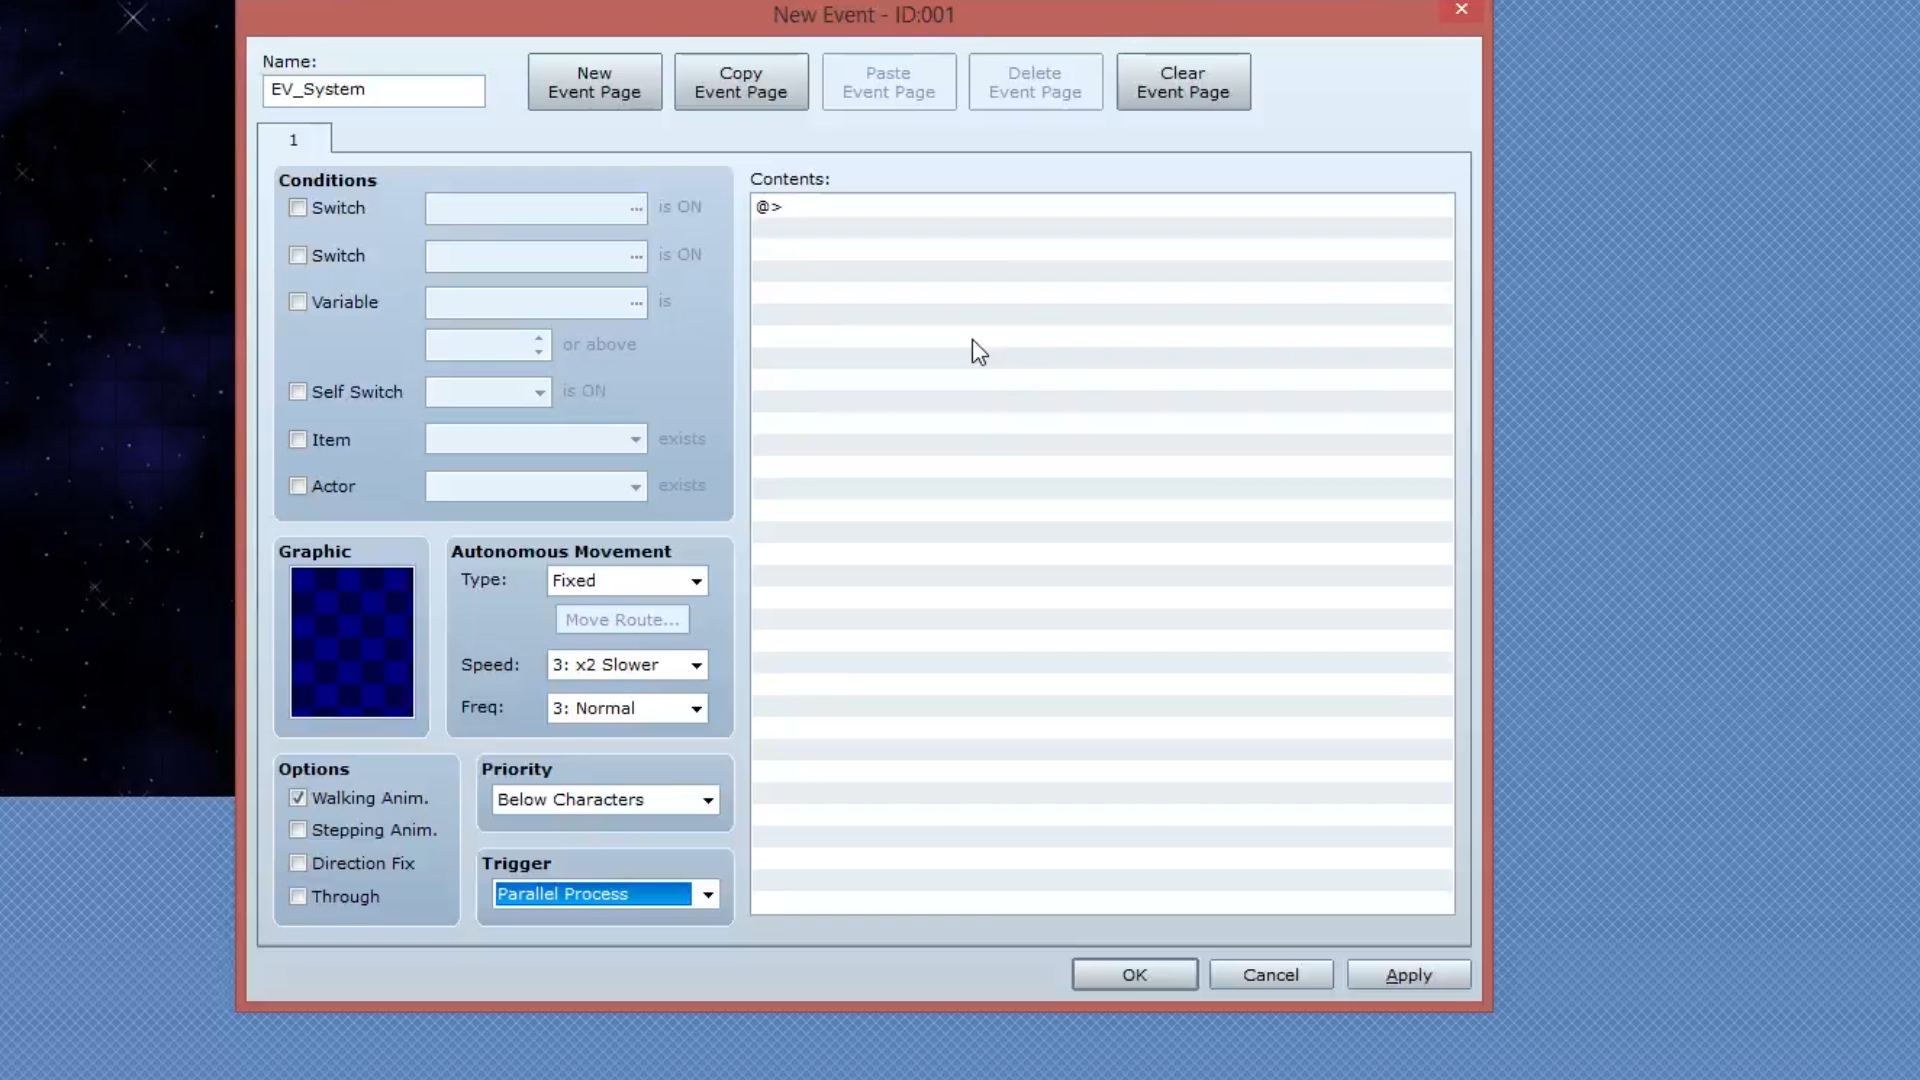 New Event - ID:001
Name:
EV_System
New
Event Page
Copy
Event Page
Paste
Event Page
Delete
Event Page
Clear
Event Page
1
Conditions
Switch ... is ON
Switch ... is ON
Variable ... is
or above
Self Switch is ON
Item exists
Actor exists
Graphic
Autonomous Movement
Type: Fixed
Move Route...
Speed: 3: x2 Slower
Freq: 3: Normal
Options
Walking Anim.
Stepping Anim.
Direction Fix
Through
Priority
Below Characters
Trigger
Parallel Process
Contents:
@>
OK
Cancel
Apply